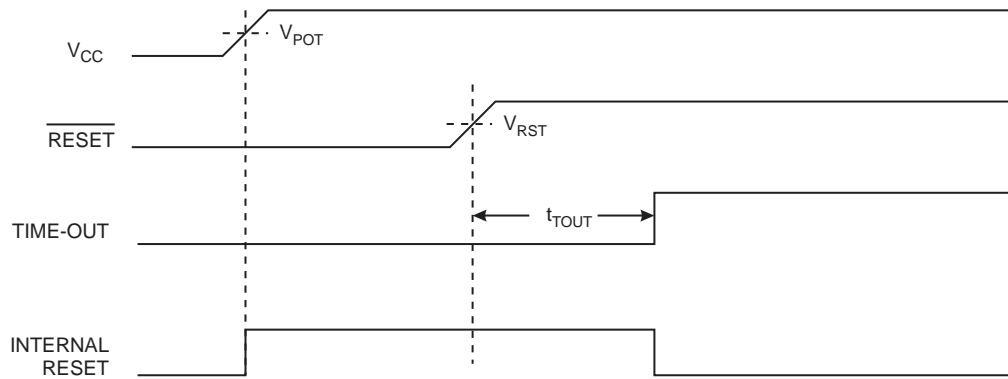 V_CC
V_POT
RESET
V_RST
t_TOUT
TIME-OUT
INTERNAL
RESET